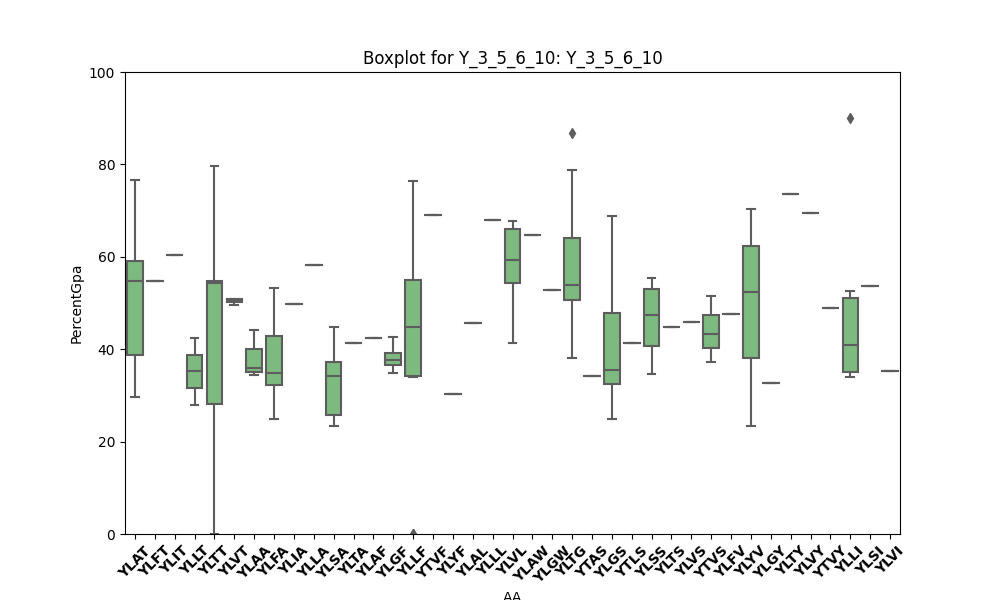 Boxplot for Y_3_5_6_10: Y_3_5_6_10
100
80
60
40
20
0
PercentGpa
YLAT YLFT YLIT YLLT YLTT YLVT YLAA YLFA YLIA YLLA YLSA YLTA YLAF YLGF YLLF YTVF YLYF YLAL YLLL YLVL YLAW YLGW YLTG YTAS YLGS YTLS YLSS YLTS YLVS YTVS YLFV YLYV YLGY YLTY YLVY YTVY YLLI YLSI YLVI
AA